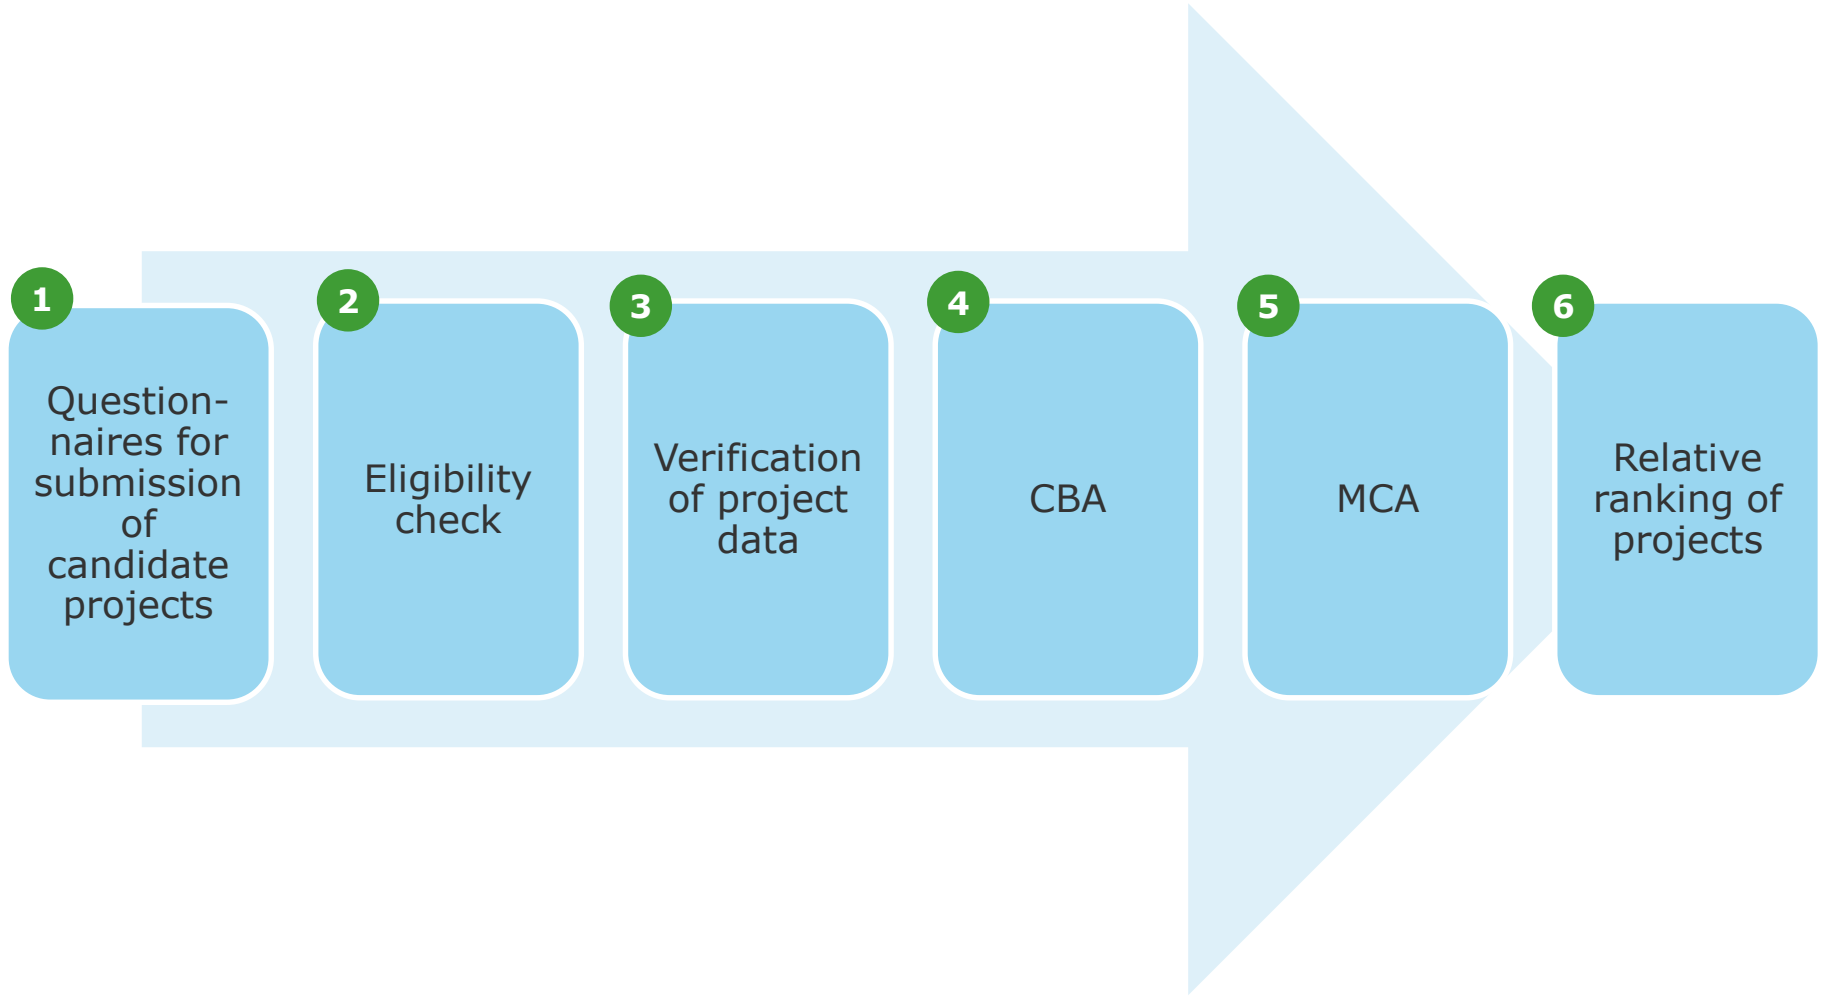 1
Question-
naires for
submission
of
candidate
projects
2
Eligibility
check
3
Verification
of project
data
4
CBA
5
MCA
6
Relative
ranking of
projects